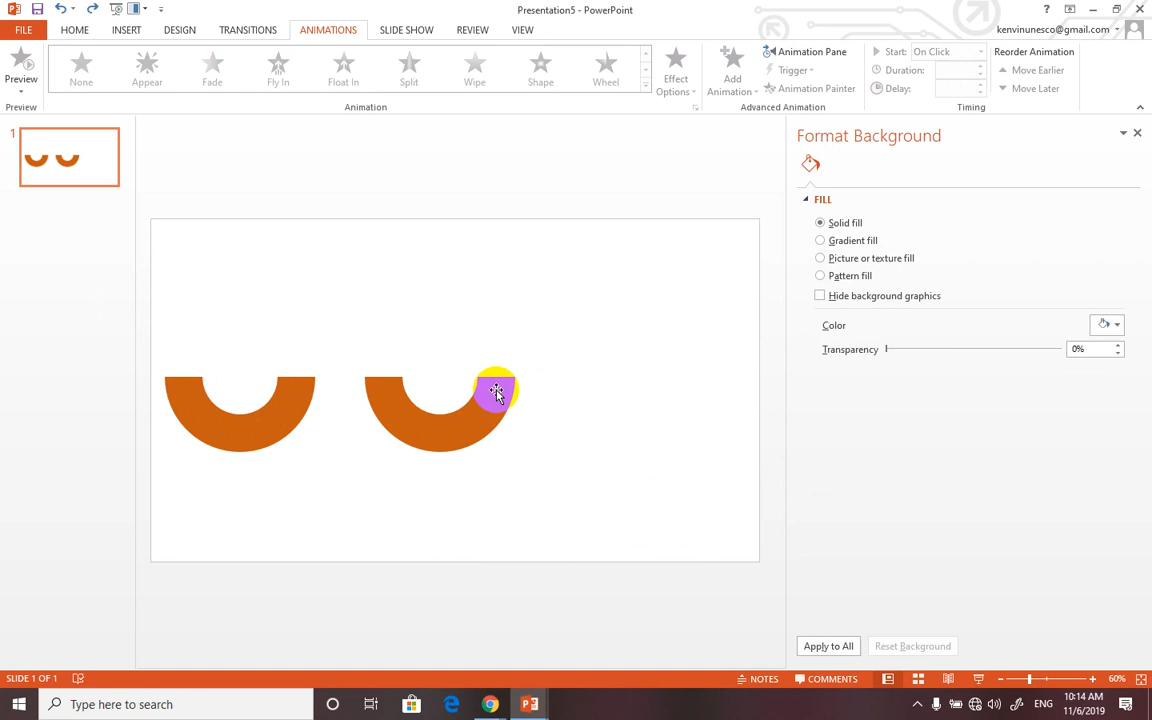 Presentation5 - PowerPoint
?
FILE HOME INSERT DESIGN TRANSITIONS ANIMATIONS SLIDE SHOW REVIEW VIEW
kenvinunesco@gmail.com
Preview
Preview
None Appear Fade Fly In Float In Split Wipe Shape Wheel
Animation
Effect
Options
Add
Animation
Animation Pane
Trigger
Animation Painter
Advanced Animation
Start: On Click
Duration:
Delay:
Reorder Animation
Move Earlier
Move Later
Timing
1
Format Background
FILL
Solid fill
Gradient fill
Picture or texture fill
Pattern fill
Hide background graphics
Color
Transparency 0%
Apply to All Reset Background
SLIDE 1 OF 1 NOTES COMMENTS 60%
Type here to search
ENG
10:14 AM
11/6/2019